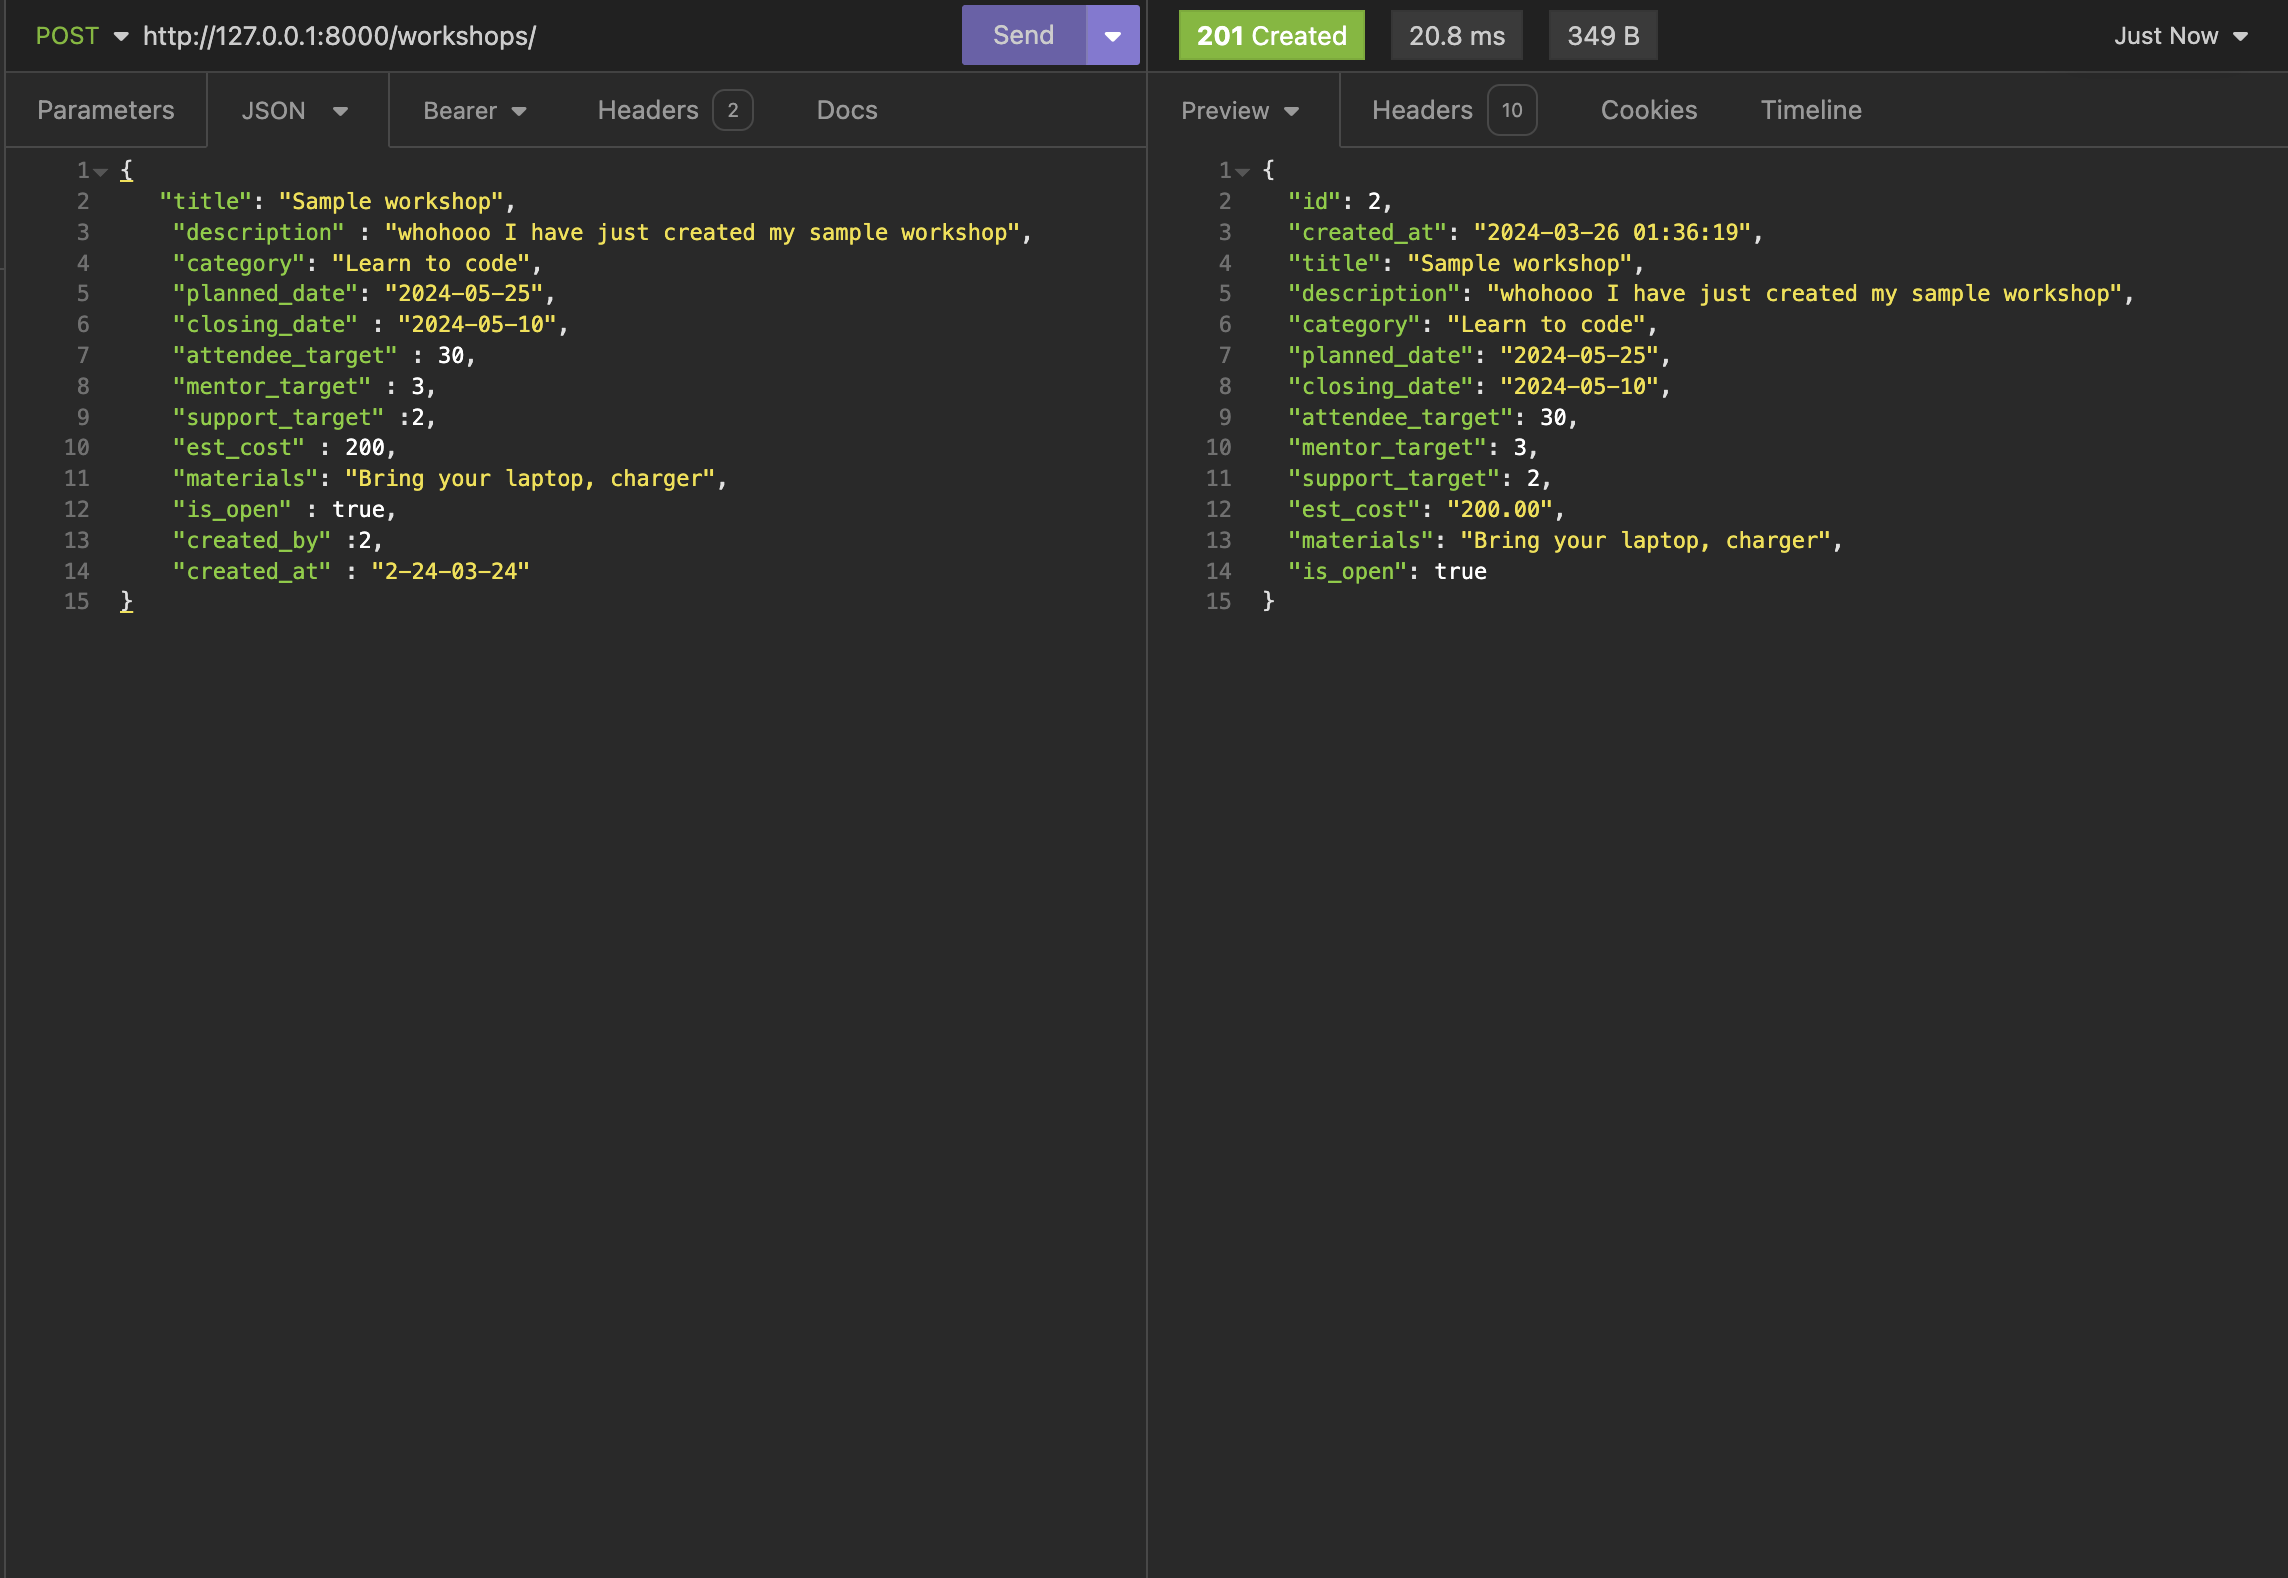 POST http://127.0.0.1:8000/workshops/ Send
Parameters JSON Bearer Headers 2 Docs
1 {
2 "title": "Sample workshop",
3 "description" : "whohooo I have just created my sample workshop",
4 "category": "Learn to code",
5 "planned_date": "2024-05-25",
6 "closing_date" : "2024-05-10",
7 "attendee_target" : 30,
8 "mentor_target" : 3,
9 "support_target" :2,
10 "est_cost" : 200,
11 "materials": "Bring your laptop, charger",
12 "is_open" : true,
13 "created_by" :2,
14 "created_at" : "2-24-03-24"
15 }
201 Created 20.8 ms 349 B Just Now
Preview Headers 10 Cookies Timeline
1 {
2 "id": 2,
3 "created_at": "2024-03-26 01:36:19",
4 "title": "Sample workshop",
5 "description": "whohooo I have just created my sample workshop",
6 "category": "Learn to code",
7 "planned_date": "2024-05-25",
8 "closing_date": "2024-05-10",
9 "attendee_target": 30,
10 "mentor_target": 3,
11 "support_target": 2,
12 "est_cost": "200.00",
13 "materials": "Bring your laptop, charger",
14 "is_open": true
15 }